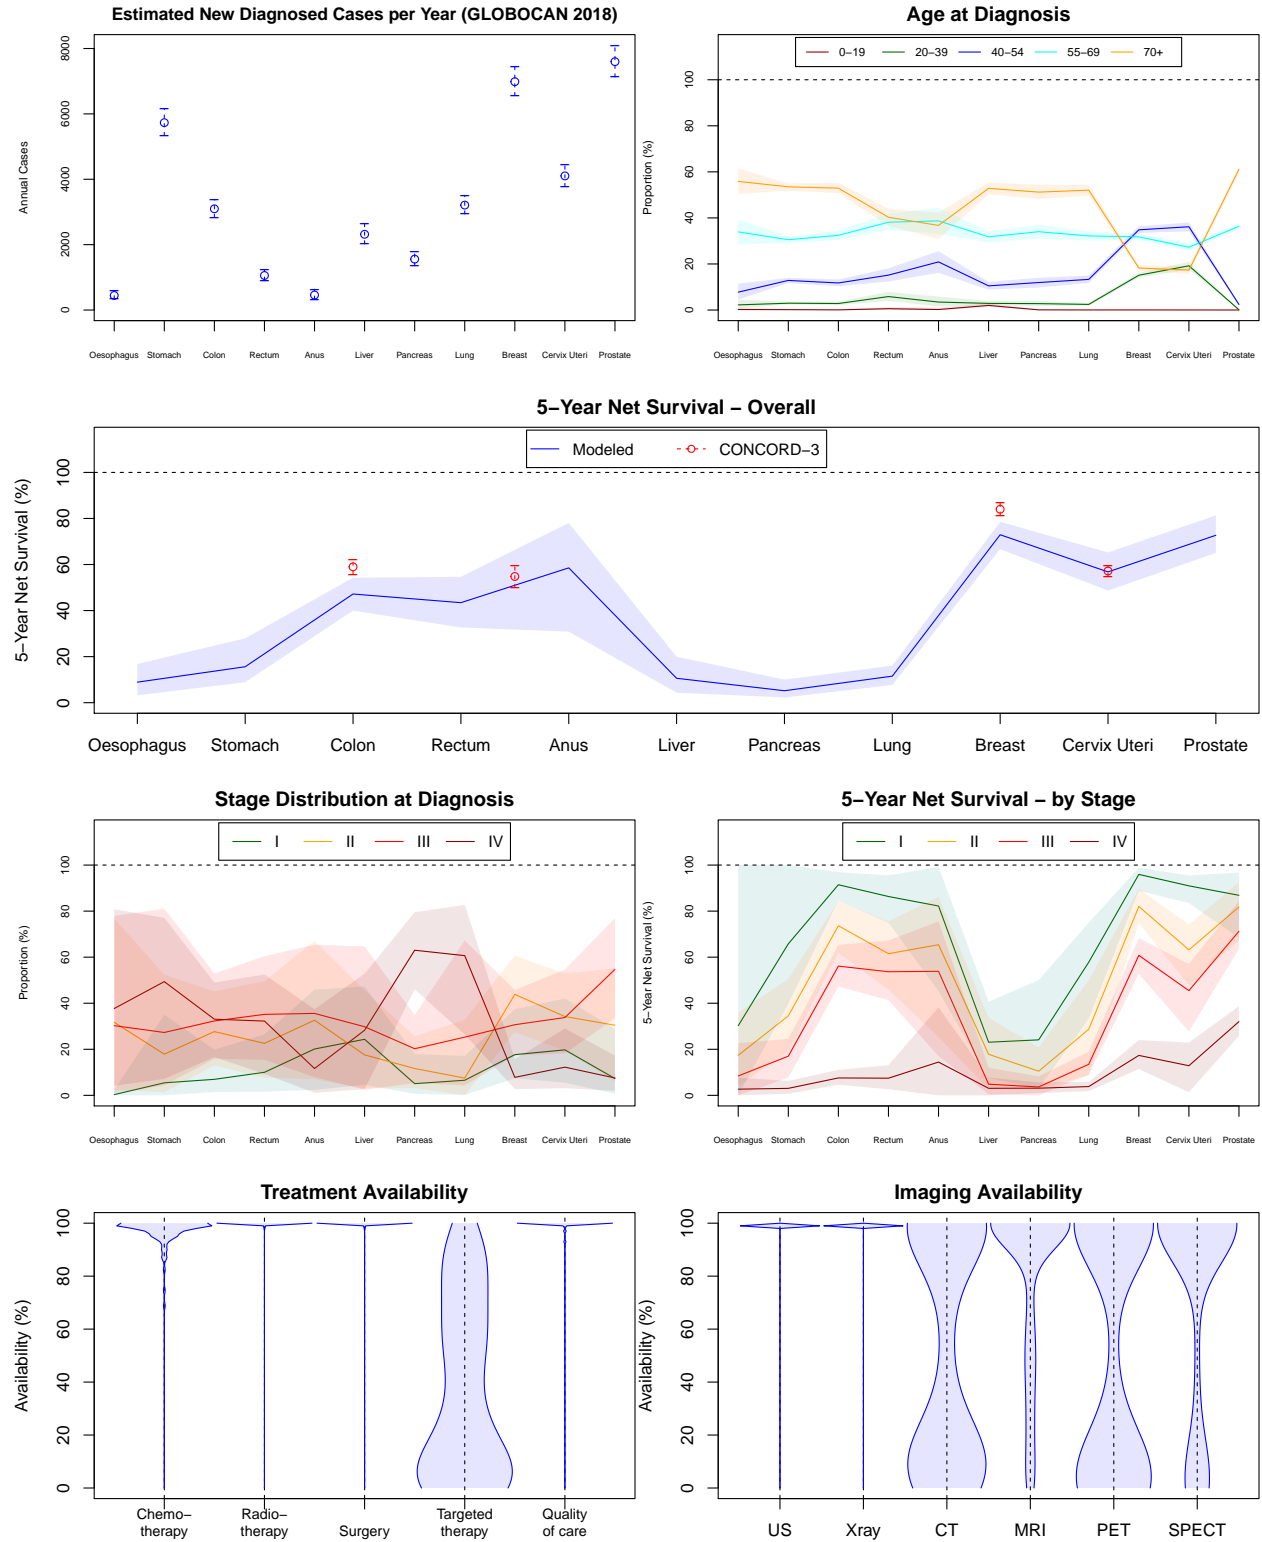 Estimated New Diagnosed Cases per Year (GLOBOCAN 2018)
Annual Cases
8000
6000
4000
2000
0
Oesophagus Stomach Colon Rectum Anus Liver Pancreas Lung Breast Cervix Uteri Prostate
Age at Diagnosis
0−19 20−39 40−54 55−69 70+
Proportion (%)
100
80
60
40
20
0
Oesophagus Stomach Colon Rectum Anus Liver Pancreas Lung Breast Cervix Uteri Prostate
5−Year Net Survival − Overall
Modeled CONCORD−3
5−Year Net Survival (%)
100
80
60
40
20
0
Oesophagus Stomach Colon Rectum Anus Liver Pancreas Lung Breast Cervix Uteri Prostate
Stage Distribution at Diagnosis
I II III IV
Proportion (%)
100
80
60
40
20
0
Oesophagus Stomach Colon Rectum Anus Liver Pancreas Lung Breast Cervix Uteri Prostate
5−Year Net Survival − by Stage
I II III IV
5−Year Net Survival (%)
100
80
60
40
20
0
Oesophagus Stomach Colon Rectum Anus Liver Pancreas Lung Breast Cervix Uteri Prostate
Treatment Availability
Availability (%)
100
80
60
40
20
0
Chemo−
therapy
Radio−
therapy
Surgery
Targeted
therapy
Quality
of care
Imaging Availability
Availability (%)
100
80
60
40
20
0
US Xray CT MRI PET SPECT